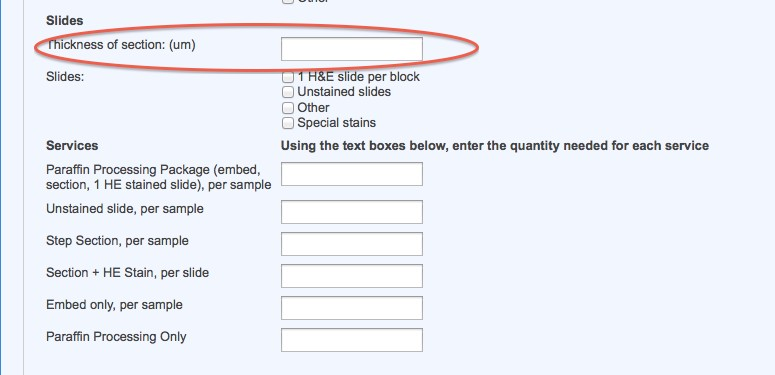 Other
Slides
Thickness of section: (um)
Slides:
1 H&E slide per block
Unstained slides
Other
Special stains
Services
Using the text boxes below, enter the quantity needed for each service
Paraffin Processing Package (embed,
section, 1 HE stained slide), per sample
Unstained slide, per sample
Step Section, per sample
Section + HE Stain, per slide
Embed only, per sample
Paraffin Processing Only